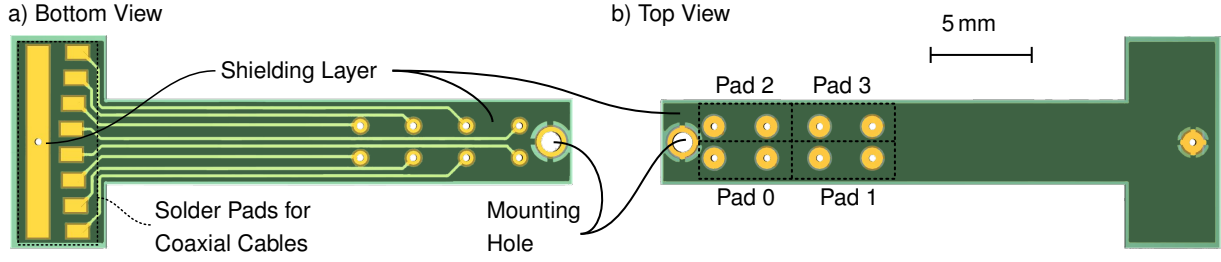 a) Bottom View
b) Top View
5 mm
Shielding Layer
Pad 2
Pad 3
Pad 0
Pad 1
Solder Pads for
Coaxial Cables
Mounting
Hole